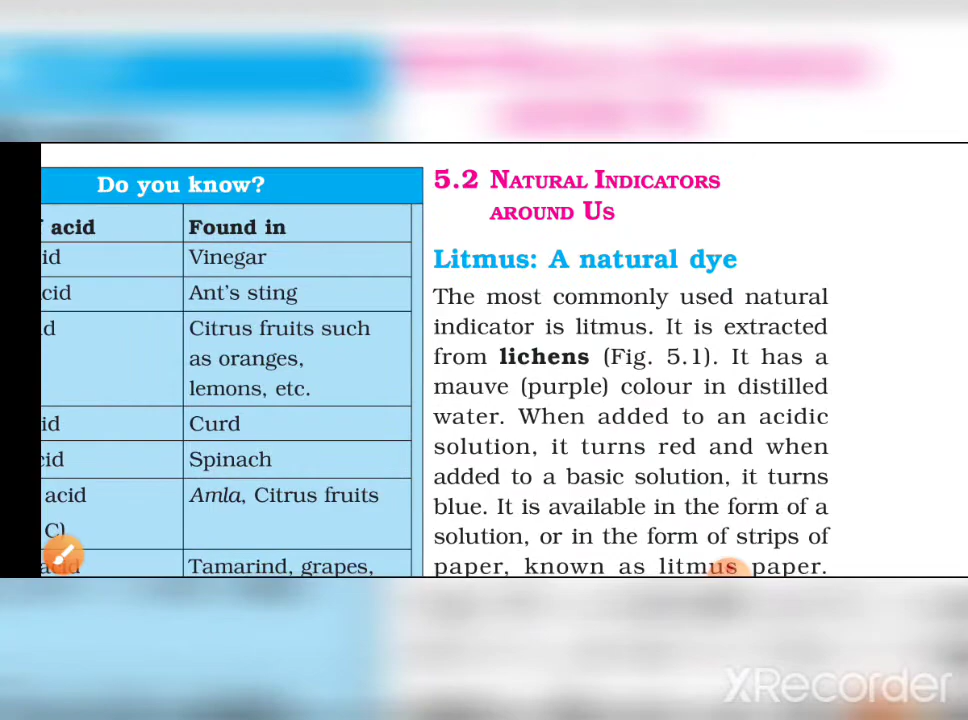 Do you know?
acid
Found in
id
Vinegar
cid
Ant's sting
d
Citrus fruits such
as oranges,
lemons, etc.
id
Curd
cid
Spinach
acid
Amla, Citrus fruits
C)
acid
Tamarind, grapes,
5.2 NATURAL INDICATORS
AROUND US
Litmus: A natural dye
The most commonly used natural
indicator is litmus. It is extracted
from lichens (Fig. 5.1). It has a
mauve (purple) colour in distilled
water. When added to an acidic
solution, it turns red and when
added to a basic solution, it turns
blue. It is available in the form of a
solution, or in the form of strips of
paper, known as litmus paper.
XRecorder